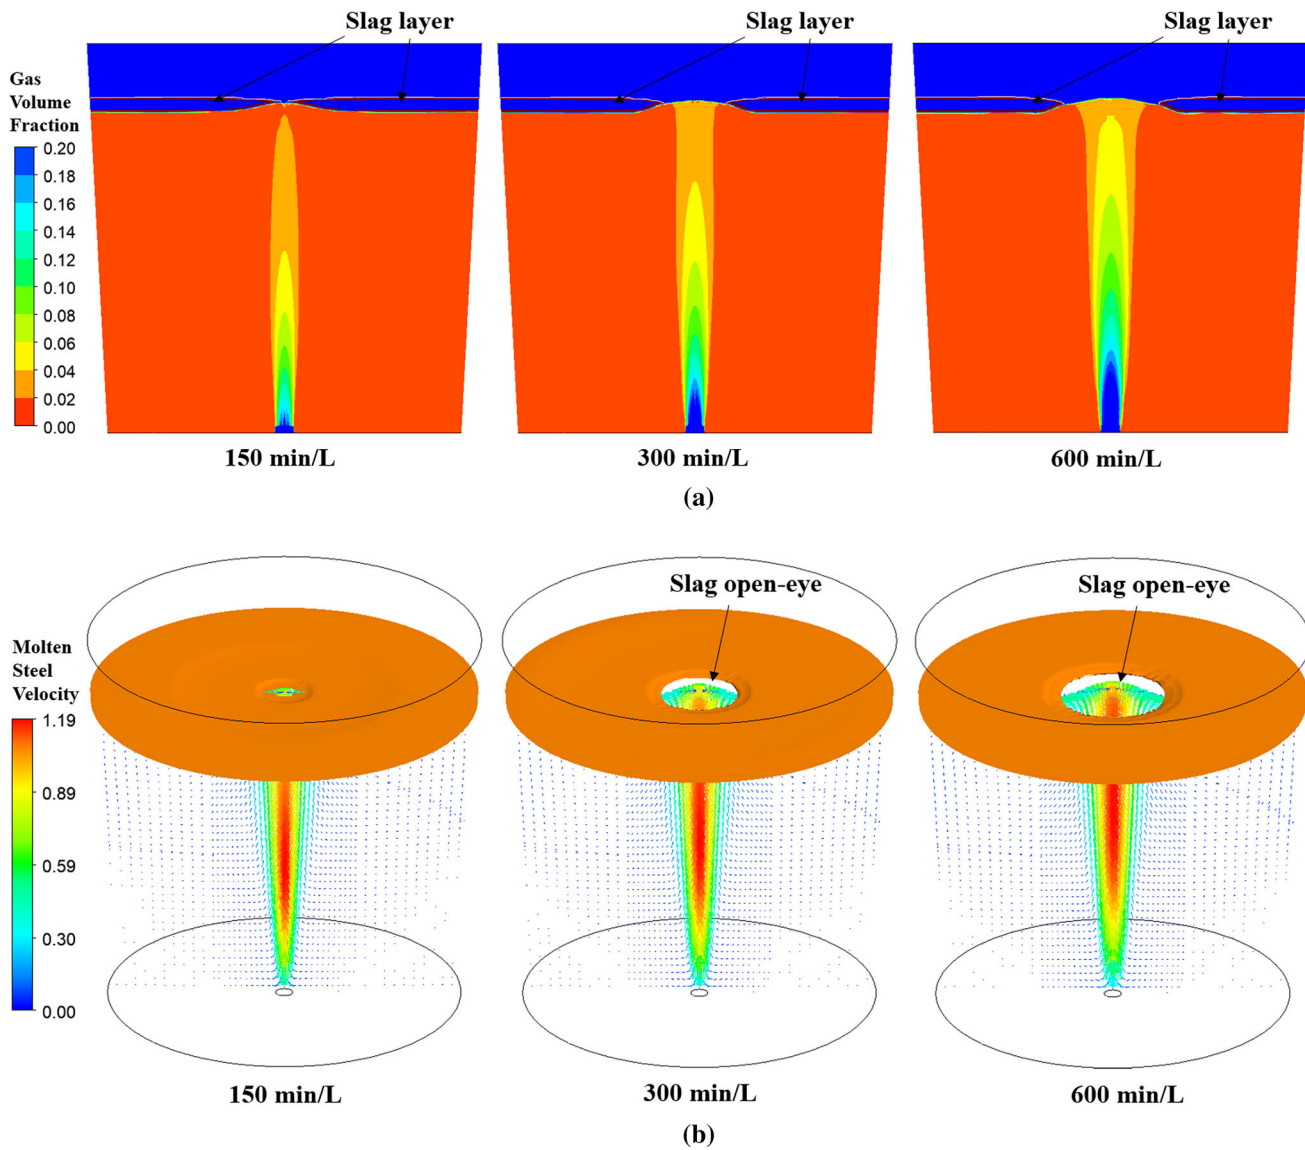 Slag layer
Slag layer
Slag layer
Gas
Volume
Fraction
0.20
0.18
0.16
0.14
0.12
0.10
0.08
0.06
0.04
0.02
0.00
150 min/L
300 min/L
600 min/L
(a)
Slag open-eye
Slag open-eye
Molten
Steel
Velocity
1.19
0.89
0.59
0.30
0.00
150 min/L
300 min/L
600 min/L
(b)